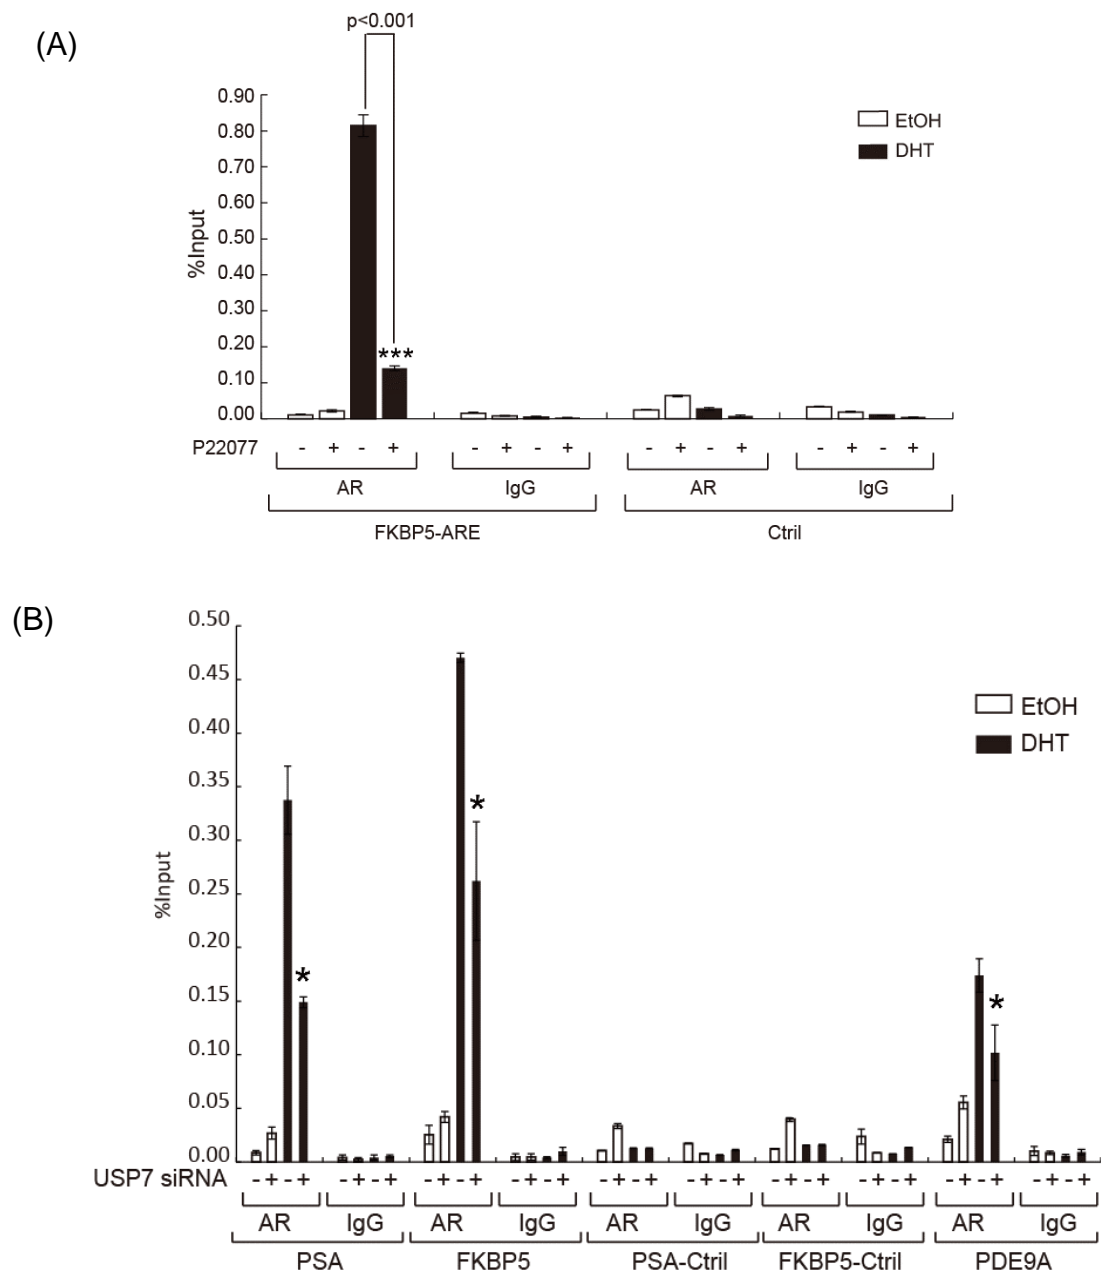 (A)
p<0.001
0.90
0.80
0.70
0.60
0.50
0.40
0.30
0.20
0.10
0.00
%Input
EtOH
DHT
***
P22077 - + - + - + - + - + - + - + - +
AR IgG AR IgG
FKBP5-ARE Ctril
(B)
0.50
0.45
0.40
0.35
0.30
0.25
0.20
0.15
0.10
0.05
0.00
%Input
EtOH
DHT
*
*
*
USP7 siRNA - + - + - + - + - + - + - + - + - + - + - + - + - + - + - + - + - + - + - + - +
AR IgG AR IgG AR IgG AR IgG AR IgG
PSA FKBP5 PSA-Ctril FKBP5-Ctril PDE9A